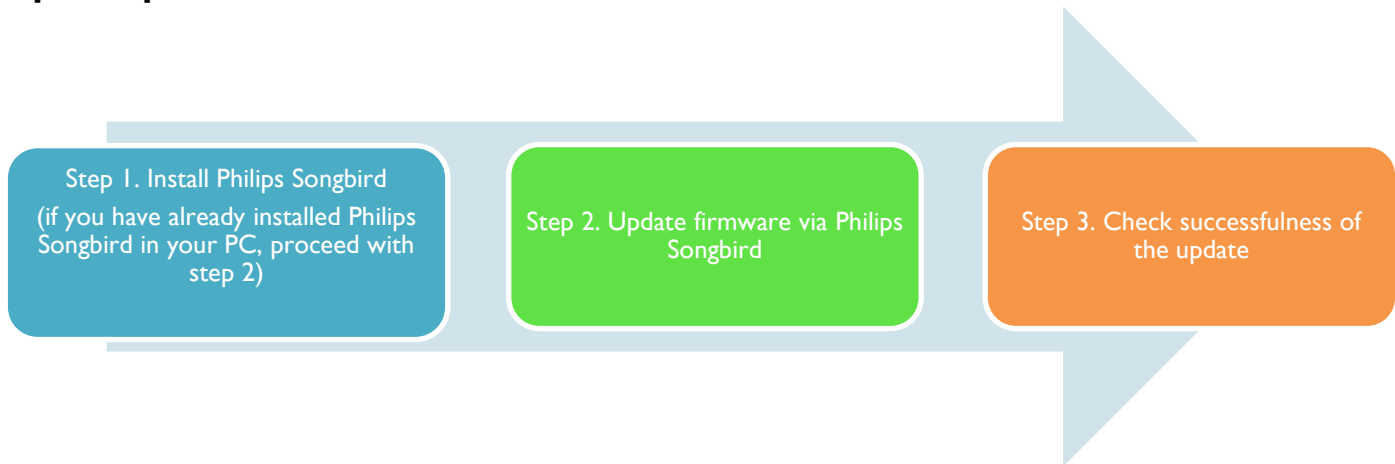 Step 1. Install Philips Songbird
(if you have already installed Philips
Songbird in your PC, proceed with
step 2)
Step 2. Update firmware via Philips
Songbird
Step 3. Check successfulness of
the update